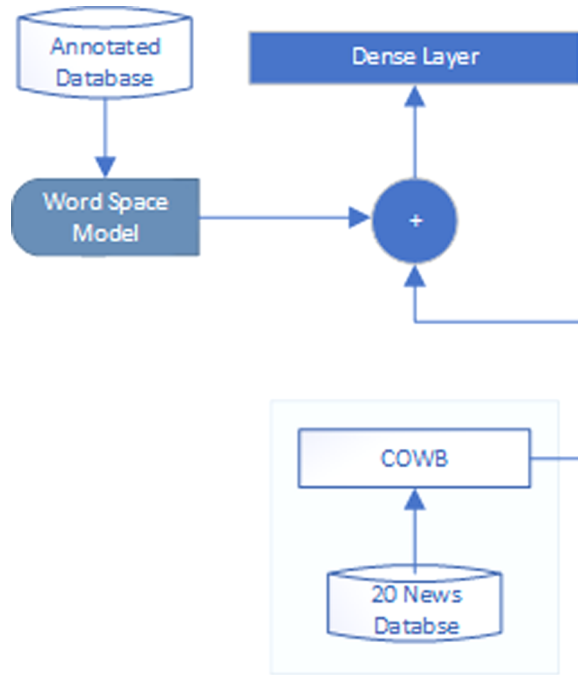 Annotated
Database
Dense Layer
Word Space
Model
+
COWB
20 News
Databse